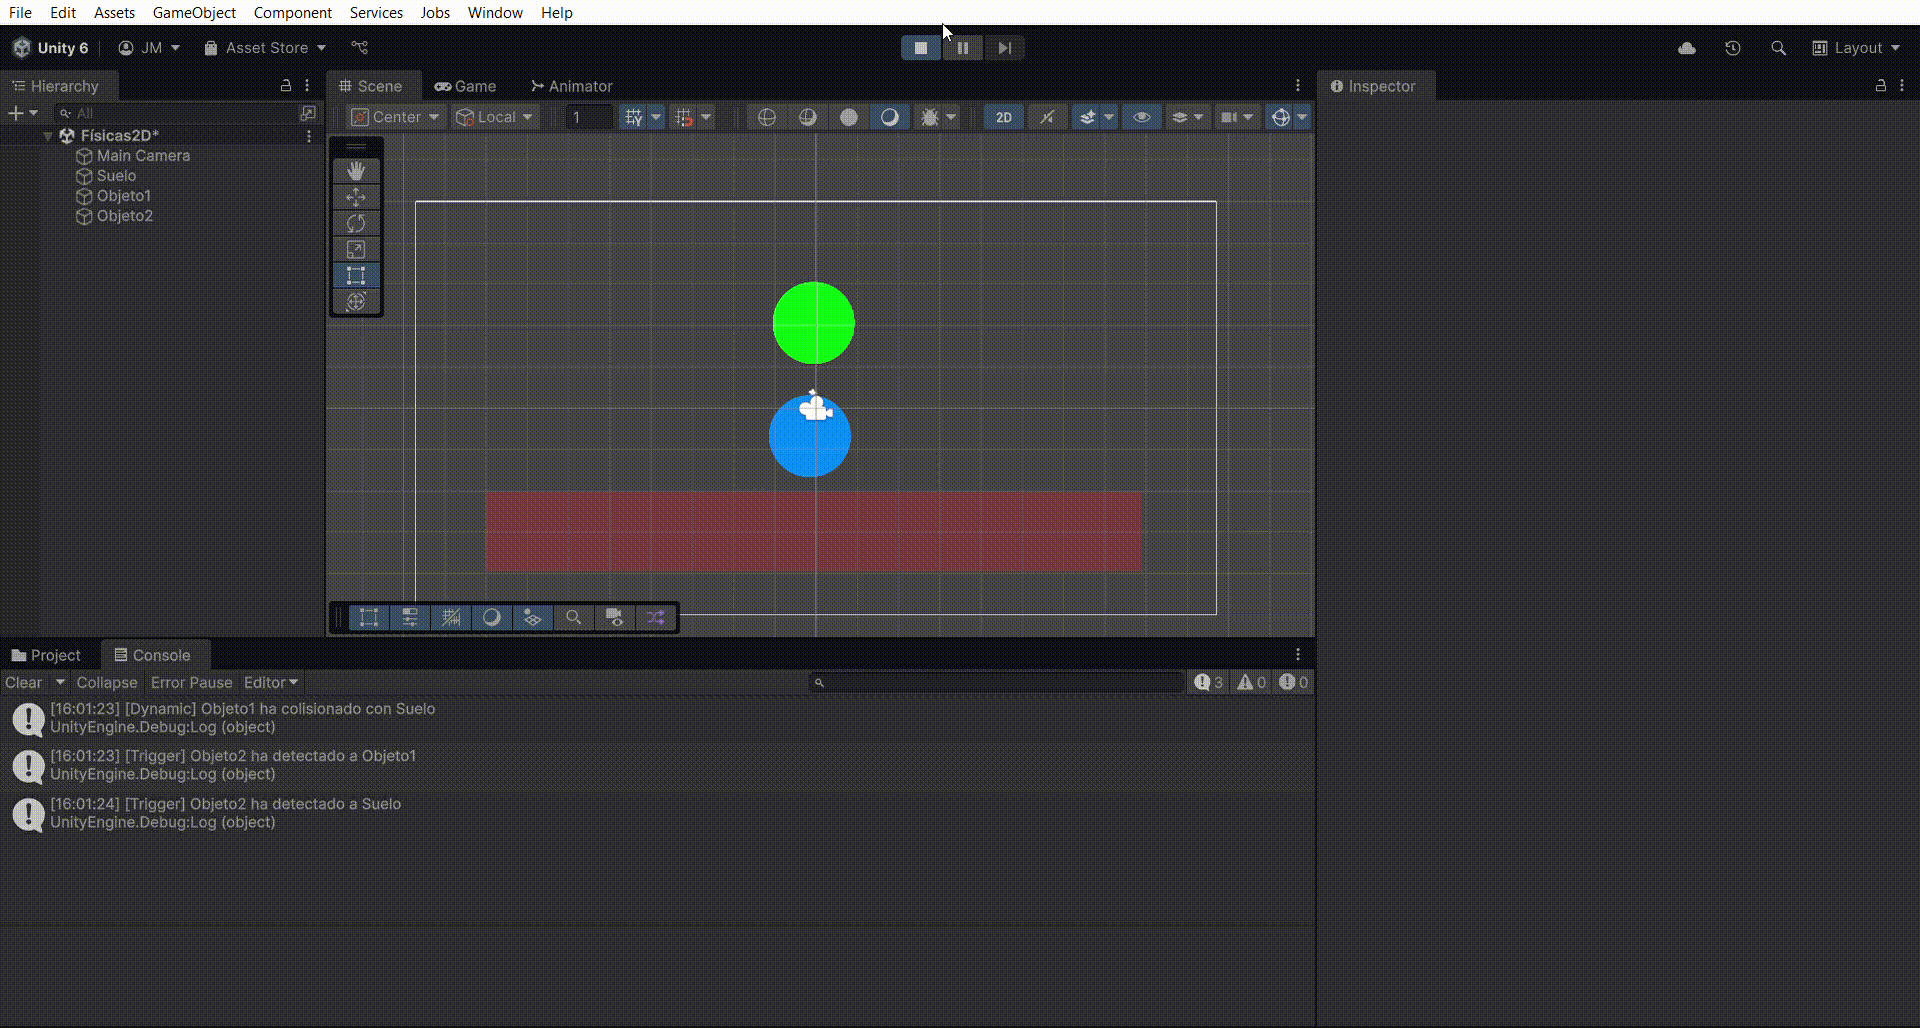 File Edit Assets GameObject Component Services Jobs Window Help
Unity 6 JM Asset Store Layout
Hierarchy
Scene Game Animator
Inspector
All
Center Local 1 2D
Físicas2D*
Main Camera
Suelo
Objeto1
Objeto2
Project Console
Clear Collapse Error Pause Editor 3 0 0
[16:01:23] [Dynamic] Objeto1 ha colisionado con Suelo
UnityEngine.Debug:Log (object)
[16:01:23] [Trigger] Objeto2 ha detectado a Objeto1
UnityEngine.Debug:Log (object)
[16:01:24] [Trigger] Objeto2 ha detectado a Suelo
UnityEngine.Debug:Log (object)